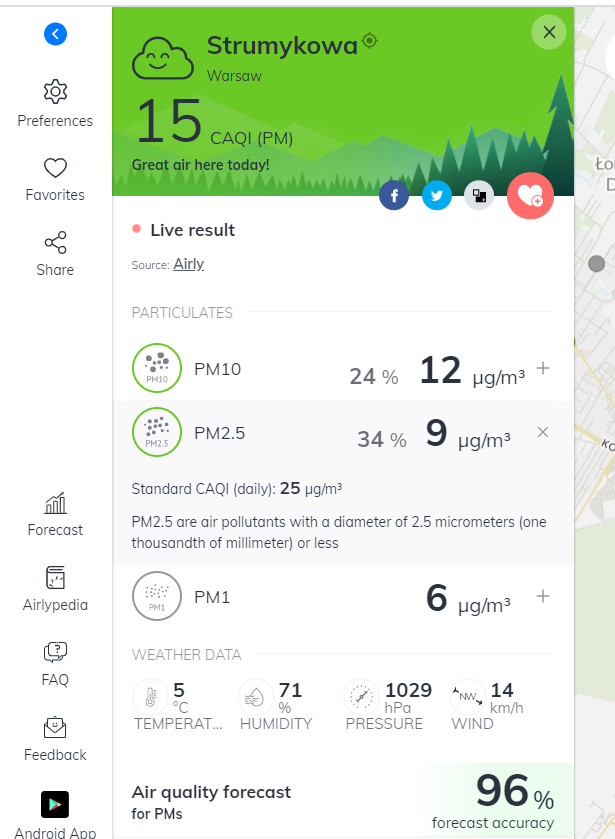 Strumykowa
Warsaw
15 CAQI (PM)
Great air here today!
Preferences
Favorites
Share
Forecast
Airlypedia
FAQ
Feedback
Android App
Live result
Source: Airly
PARTICULATES
PM10 PM10 24 % 12 µg/m³
PM2.5 PM2.5 34 % 9 µg/m³
Standard CAQI (daily): 25 µg/m³
PM2.5 are air pollutants with a diameter of 2.5 micrometers (one
thousandth of millimeter) or less
PM1 PM1 6 µg/m³
WEATHER DATA
5 °C TEMPERAT...
71 % HUMIDITY
1029 hPa PRESSURE
NW 14 km/h WIND
Air quality forecast
for PMs
96 %
forecast accuracy